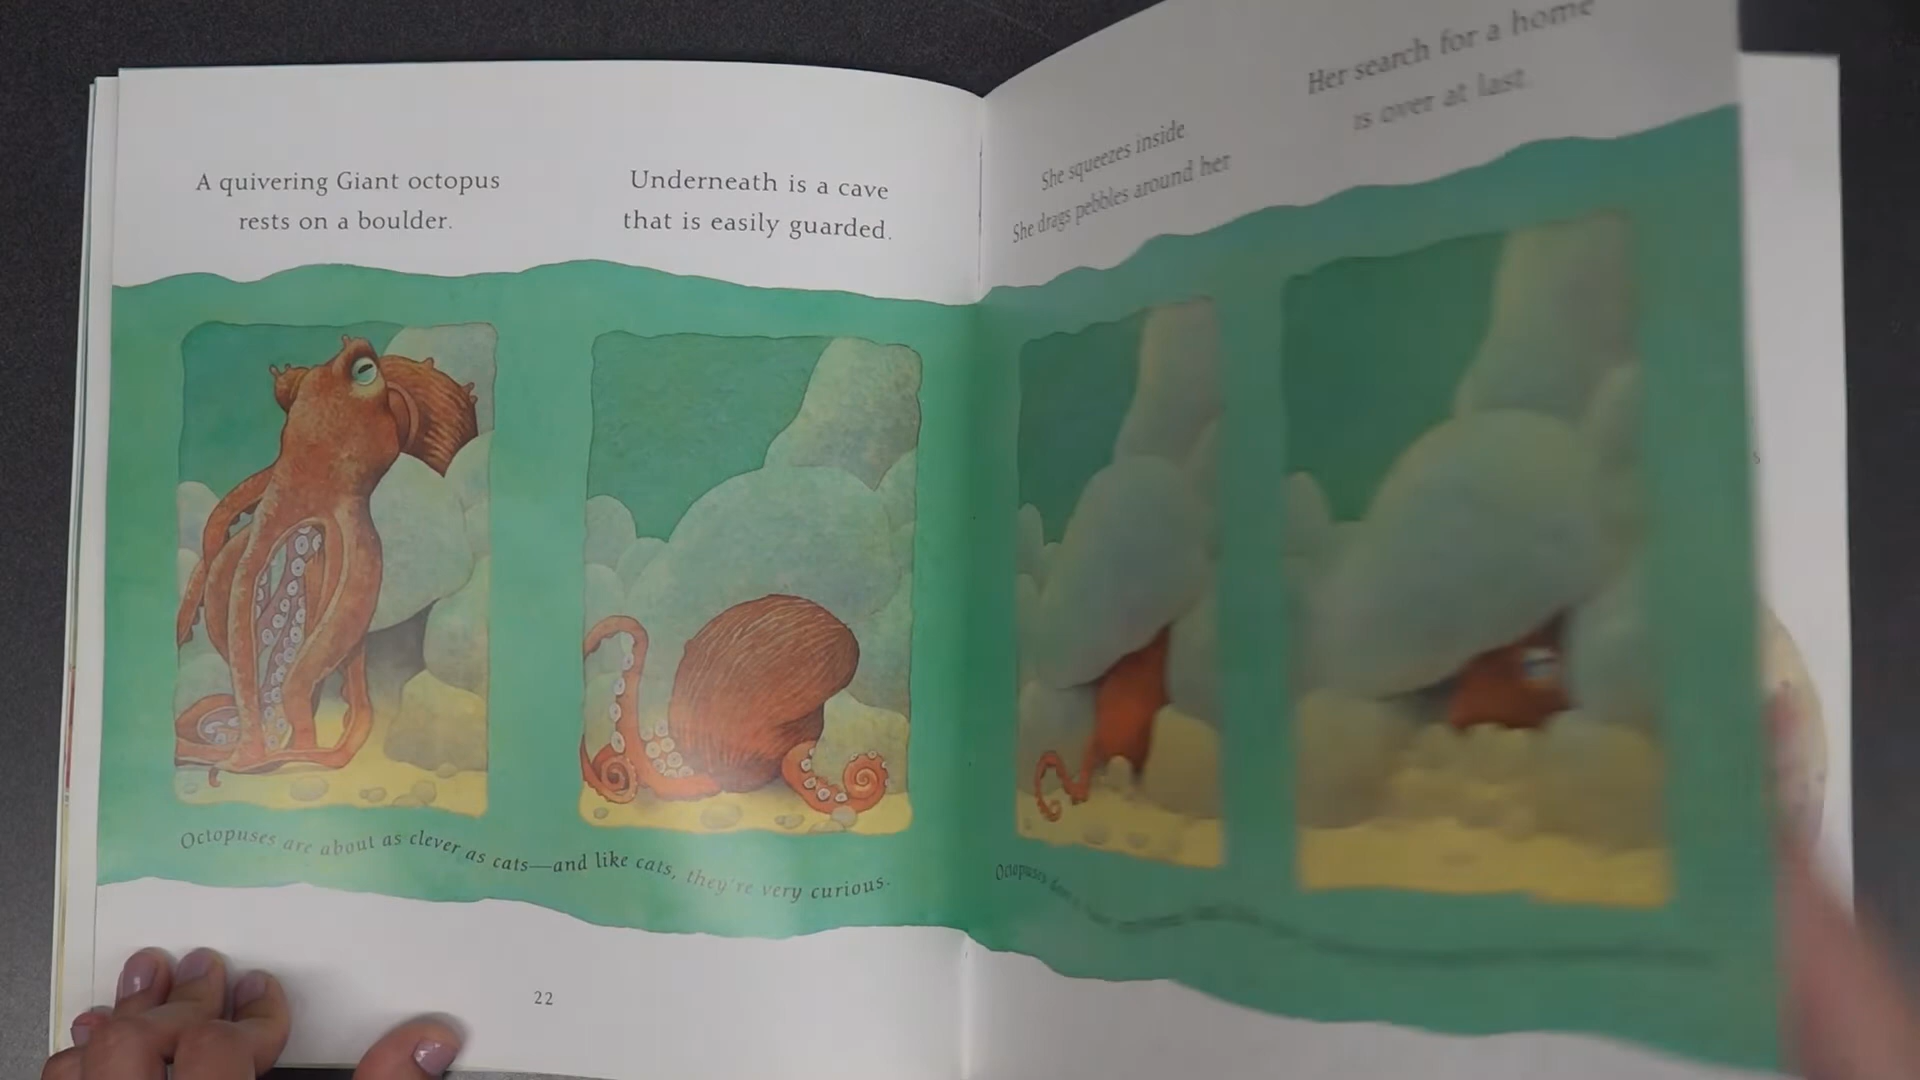 A quivering Giant octopus
rests on a boulder.
Underneath is a cave
that is easily guarded.
Octopuses are about as clever as cats—and like cats, they're very curious.
22
She squeezes inside
She drags pebbles around her
Her search for a home
is over at last.
Octopuses